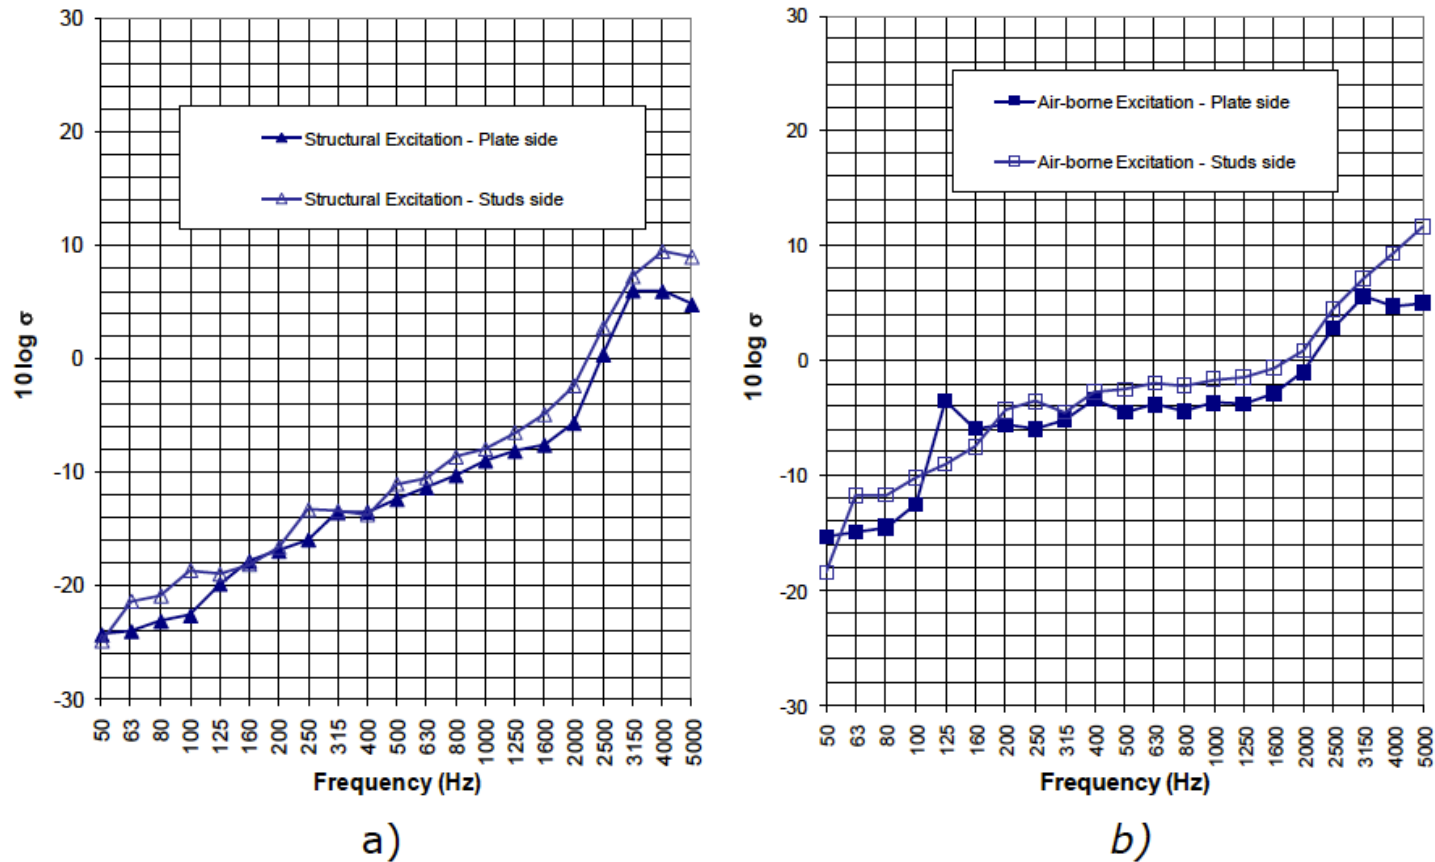 30
20
10
0
-10
-20
-30
10 log σ
Structural Excitation - Plate side
Structural Excitation - Studs side
50 63 80 100 125 160 200 250 315 400 500 630 800 1000 1250 1600 2000 2500 3150 4000 5000
Frequency (Hz)
a)
30
20
10
0
-10
-20
-30
10 log σ
Air-borne Excitation - Plate side
Air-borne Excitation - Studs side
50 63 80 100 125 160 200 250 315 400 500 630 800 1000 1250 1600 2000 2500 3150 4000 5000
Frequency (Hz)
b)